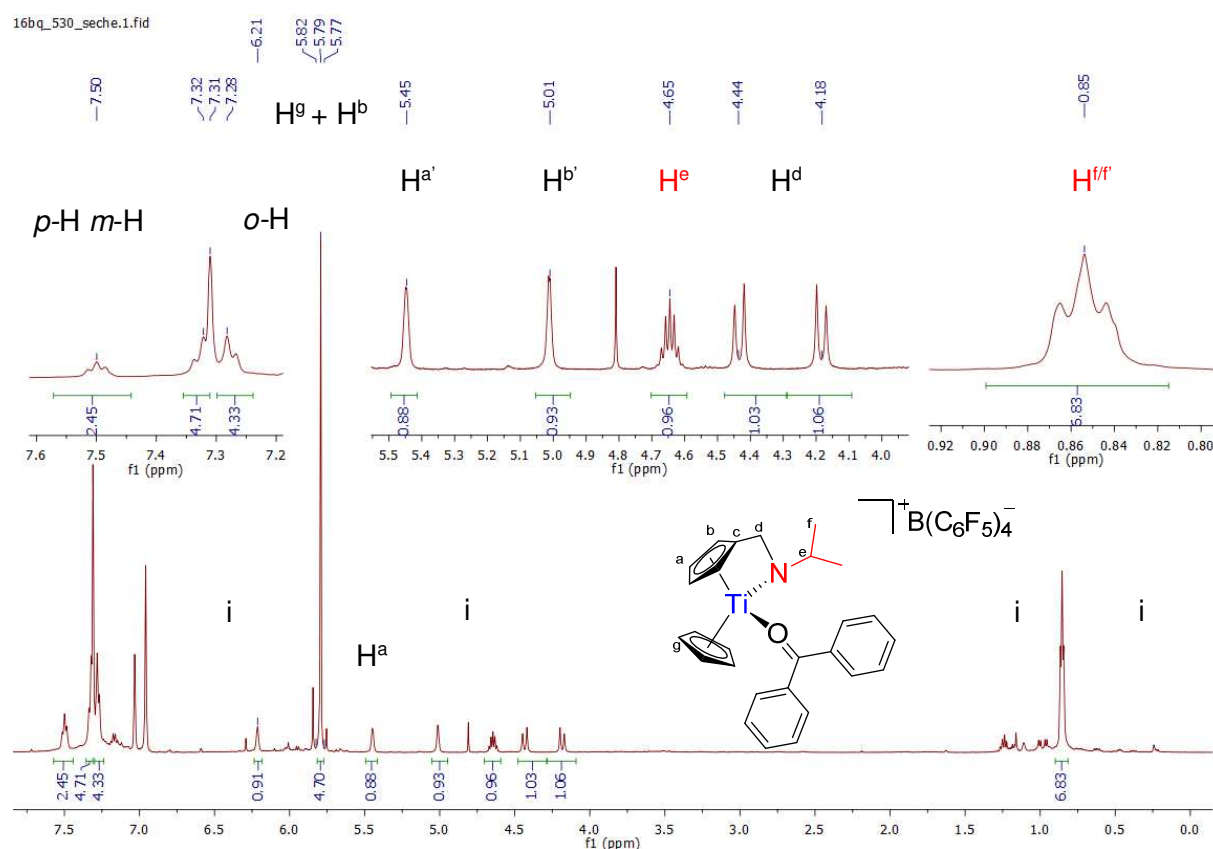 16bq_530_seche.1.fid
7.50
7.32
7.31
7.28
6.21
5.82
5.79
5.77
5.45
5.01
4.65
4.44
4.18
0.85
H^g + H^b
H^a'
H^b'
H^e
H^d
H^f/f'
p-H m-H
o-H
2.45
4.71
4.33
0.88
0.93
0.96
1.03
1.06
6.83
7.6 7.5 7.4 7.3 7.2
f1 (ppm)
5.5 5.4 5.3 5.2 5.1 5.0 4.9 4.8 4.7 4.6 4.5 4.4 4.3 4.2 4.1 4.0
f1 (ppm)
0.92 0.90 0.88 0.86 0.84 0.82 0.80
f1 (ppm)
+ B(C6F5)4 −
b c d f
a e
N
Ti
O
g
i
i
i
i
H^a
2.45
4.71
4.33
0.91
4.70
0.88
0.93
0.96
1.03
1.06
6.83
7.5 7.0 6.5 6.0 5.5 5.0 4.5 4.0 3.5 3.0 2.5 2.0 1.5 1.0 0.5 0.0
f1 (ppm)